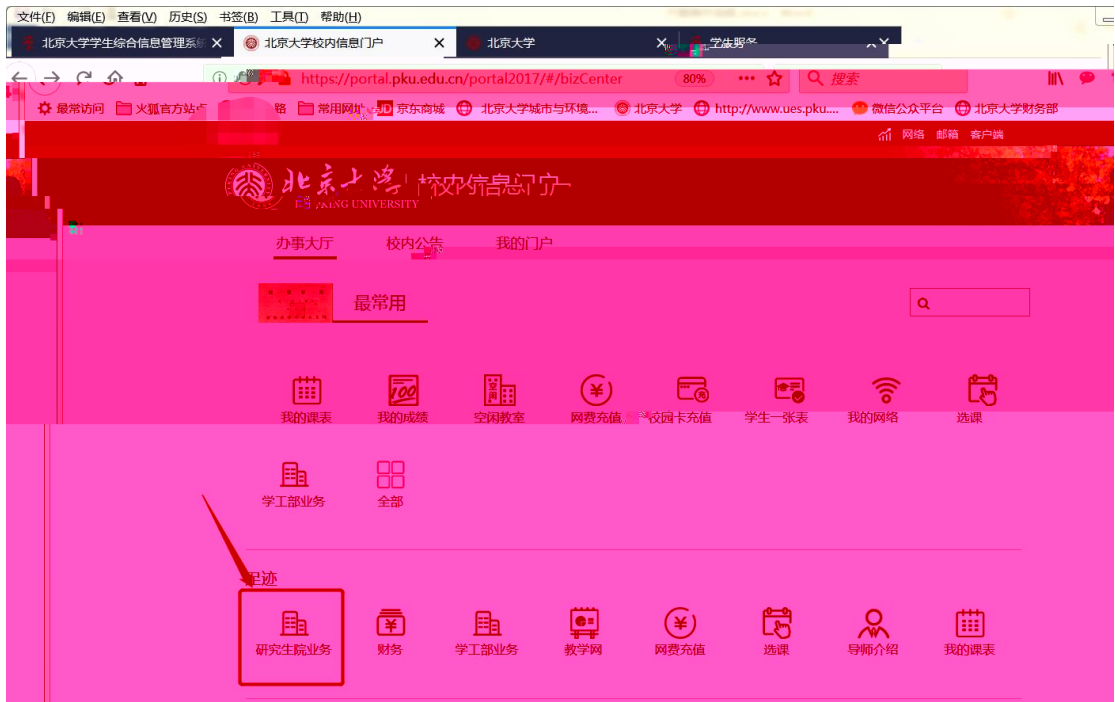 文件(F) 编辑(E) 查看(V) 历史(S) 书签(B) 工具(T) 帮助(H)
北京大学学生综合信息管理系统 北京大学校内信息门户 北京大学
https://portal.pku.edu.cn/portal2017/#/bizCenter 80% 搜索
最常访问 火狐官方站点 常用网址 JD 京东商城 北京大学城市与环境... 北京大学 http://www.ues.pku.... 微信公众平台 北京大学财务部
网络 邮箱 客户端
北京大学 校内信息门户
UNIVERSITY
办事大厅 校内公告 我的门户
最常用
100
我的课表 我的成绩 空闲教室 网费充值 校园卡充值 学生一张表 我的网络 选课
学工部业务 全部
足迹
研究生院业务 财务 学工部业务 教学网 网费充值 选课 导师介绍 我的课表